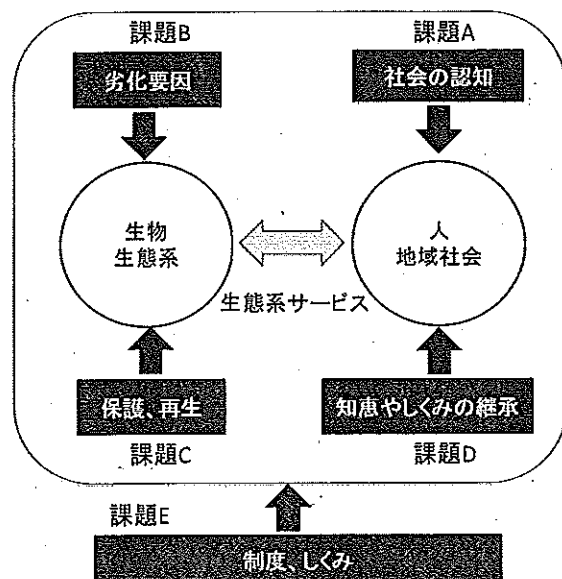 課題B
課題A
劣化要因
社会の認知
生物
生態系
人
地域社会
生態系サービス
保護、再生
知恵やしくみの継承
課題C
課題D
課題E
制度、しくみ